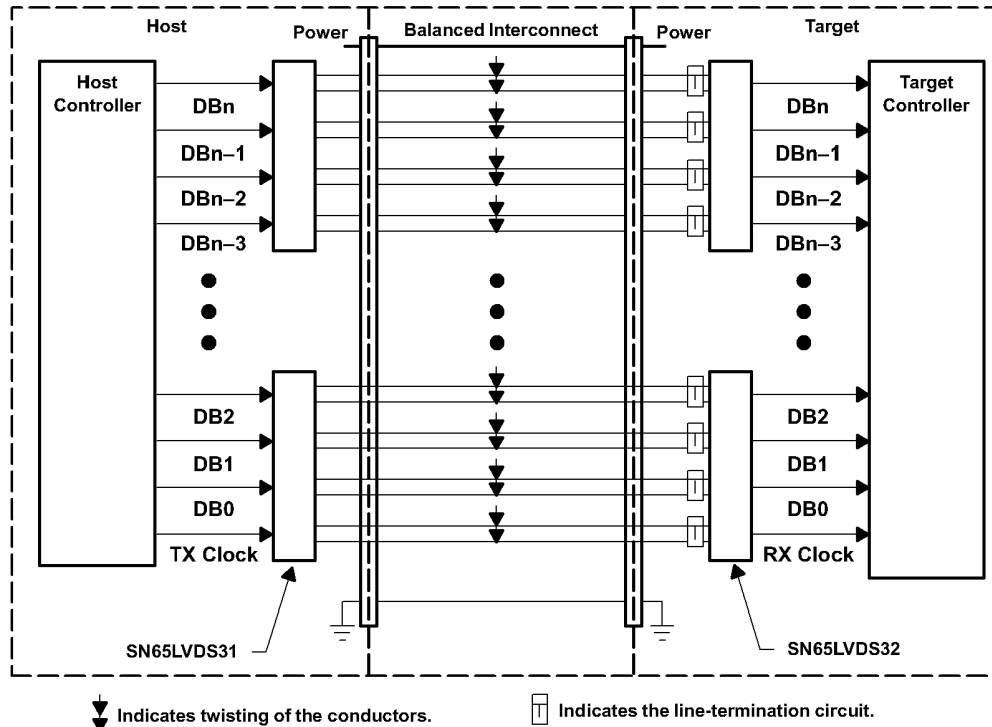 Host
Power
Balanced Interconnect
Power
Target
Host
Controller
DBn
DBn–1
DBn–2
DBn–3
DB2
DB1
DB0
TX Clock
SN65LVDS31
T
T
T
T
T
T
T
T
DBn
DBn–1
DBn–2
DBn–3
DB2
DB1
DB0
RX Clock
SN65LVDS32
Target
Controller
Indicates twisting of the conductors.
T
Indicates the line-termination circuit.